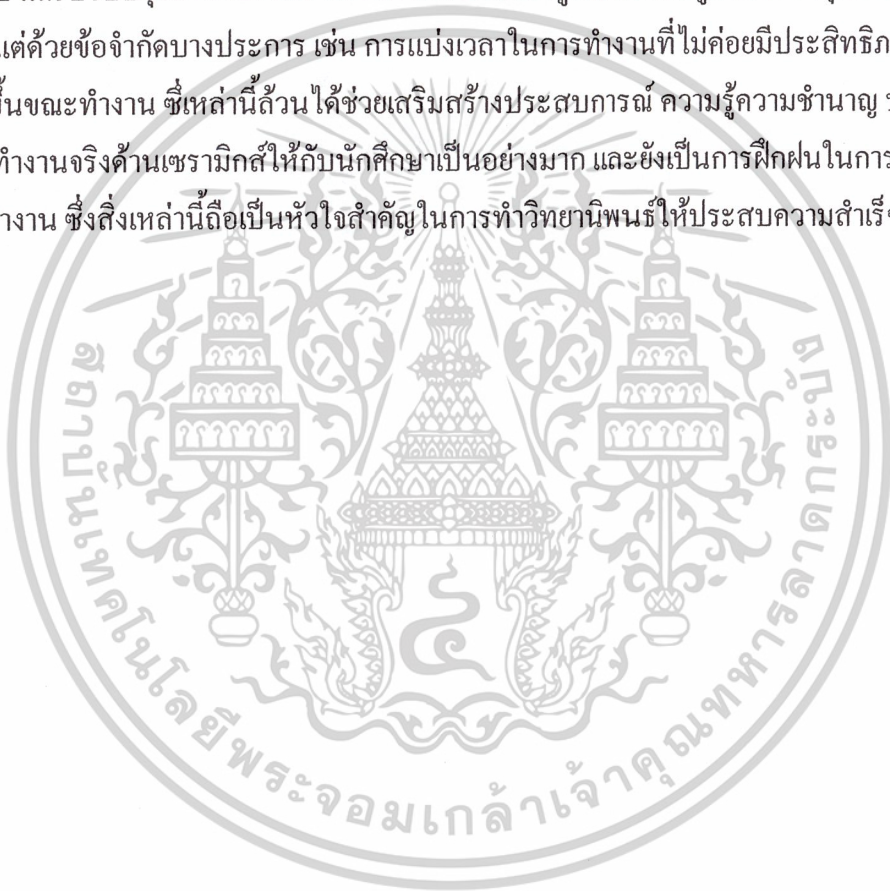 แต่ด้วยข้อจำกัดบางประการ เช่น การแบ่งเวลาในการทำงานที่ไม่ค่อยมีประสิทธิภ
ขึ้นขณะทำงาน ซึ่เหล่านี้ล้วนได้ช่วยเสริมสร้างประสบการณ์ ความรู้ความชำนาญ
ทำงานจริงด้านเซรามิกส์ให้กับนักศึกษาเป็นอย่างมาก และยังเป็นการฝึกฝนในการ
างาน ซึ่งสิ่งเหล่านี้ถือเป็นหัวใจสำคัญในการทำวิทยานิพนธ์ให้ประสบความสำเร็จ
สถาบันเทคโนโลยีพระจอมเกล้าเจ้าคุณทหารลาดกระบัง
๔